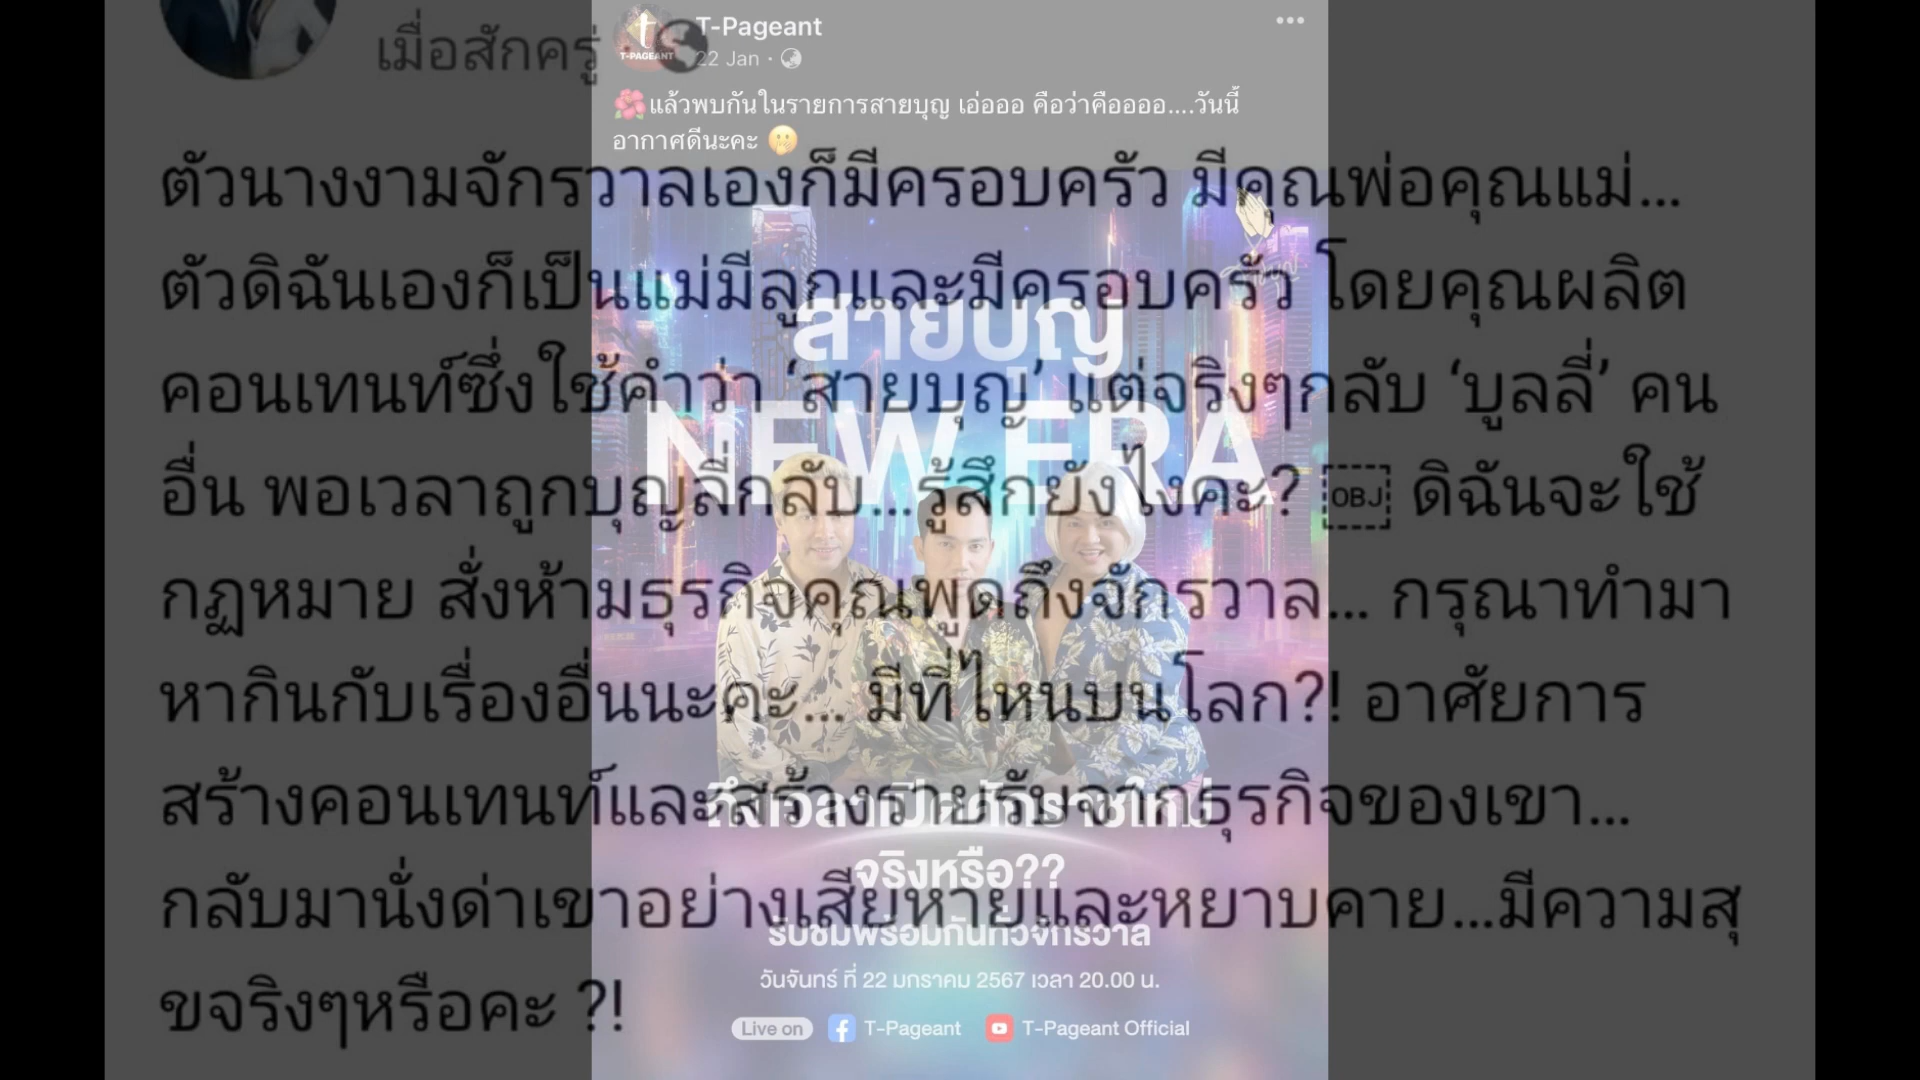 T-Pageant
22 Jan
เมื่อสักครู่
T-PAGEANT
🌺แล้วพบกันในรายการสายบุญ เอ่อออ คือว่าคืออออ....วันนี้
อากาศดีนะคะ 🫢
ตัวนางงามจักรวาลเองก็มีครอบครัว มีคุณพ่อคุณแม่...
ตัวดิฉันเองก็เป็นแม่มีลูกและมีครอบครัว โดยคุณผลิต
สายบุญ
คอนเทนท์ซึ่งใช้คำว่า ‘สายบุญ’ แต่จริงๆกลับ ‘บูลลี่’ คน
NEW ERA
อื่น พอเวลาถูกบุญลี่กลับ...รู้สึกยังไงคะ? OBJ ดิฉันจะใช้
กฏหมาย สั่งห้ามธุรกิจคุณพูดถึงจักรวาล... กรุณาทำมา
หากินกับเรื่องอื่นนะคะ... มีที่ไหนบนโลก?! อาศัยการ
สร้างคอนเทนท์และสร้างรายรับจากธุรกิจของเขา...
ถึงเวลาเปิดศักราชใหม่
จริงหรือ??
กลับมานั่งด่าเขาอย่างเสียหายและหยาบคาย...มีความสุ
รับชมพร้อมกันทั่วจักรวาล
วันจันทร์ ที่ 22 มกราคม 2567 เวลา 20.00 น.
ขจริงๆหรือคะ ?!
Live on T-Pageant T-Pageant Official